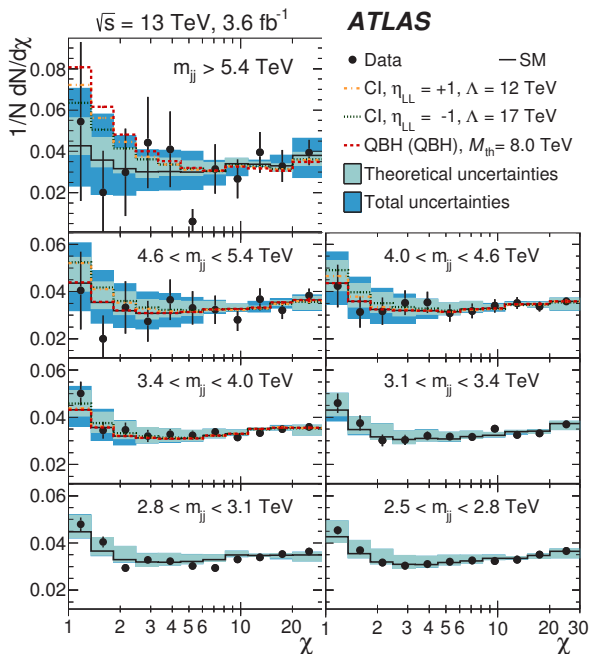 √s = 13 TeV, 3.6 fb⁻¹
ATLAS
1/N dN/dχ
m_jj > 5.4 TeV
0.08
0.06
0.04
0.02
Data
SM
CI, η_LL = +1, Λ = 12 TeV
CI, η_LL = -1, Λ = 17 TeV
QBH (QBH), M_th = 8.0 TeV
Theoretical uncertainties
Total uncertainties
4.6 < m_jj < 5.4 TeV
0.06
0.04
0.02
4.0 < m_jj < 4.6 TeV
3.4 < m_jj < 4.0 TeV
0.06
0.04
0.02
3.1 < m_jj < 3.4 TeV
2.8 < m_jj < 3.1 TeV
0.06
0.04
0.02
2.5 < m_jj < 2.8 TeV
1 2 3 4 5 6 10 20 1 2 3 4 5 6 10 20 30
χ χ